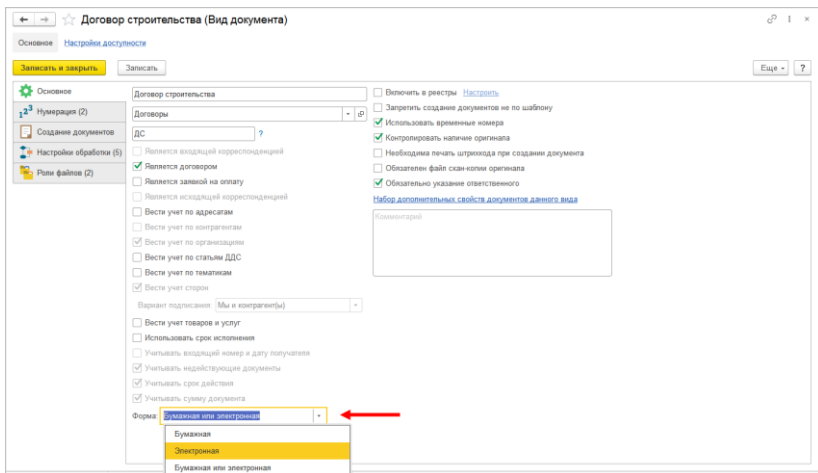 Договор строительства (Вид документа)
Основное Настройки доступности
Записать и закрыть Записать Еще ?
Основное
Нумерация (2)
Создание документов
Настройки обработки (5)
Роли файлов (2)
Договор строительства
Договоры
ДС ?
Является входящей корреспонденцией
Является договором
Является заявкой на оплату
Является исходящей корреспонденцией
Вести учет по адресатам
Вести учет по контрагентам
Вести учет по организациям
Вести учет по статьям ДДС
Вести учет по тематикам
Вести учет сторон
Вариант подписания: Мы и контрагент(ы)
Вести учет товаров и услуг
Использовать срок исполнения
Учитывать входящий номер и дату получателя
Учитывать недействующие документы
Учитывать срок действия
Учитывать сумму документа
Форма: Бумажная или электронная
Бумажная
Электронная
Бумажная или электронная
Включить в реестры Настроить
Запретить создание документов не по шаблону
Использовать временные номера
Контролировать наличие оригинала
Необходима печать штрихкода при создании документа
Обязателен файл скан-копии оригинала
Обязательно указание ответственного
Набор дополнительных свойств документов данного вида
Комментарий